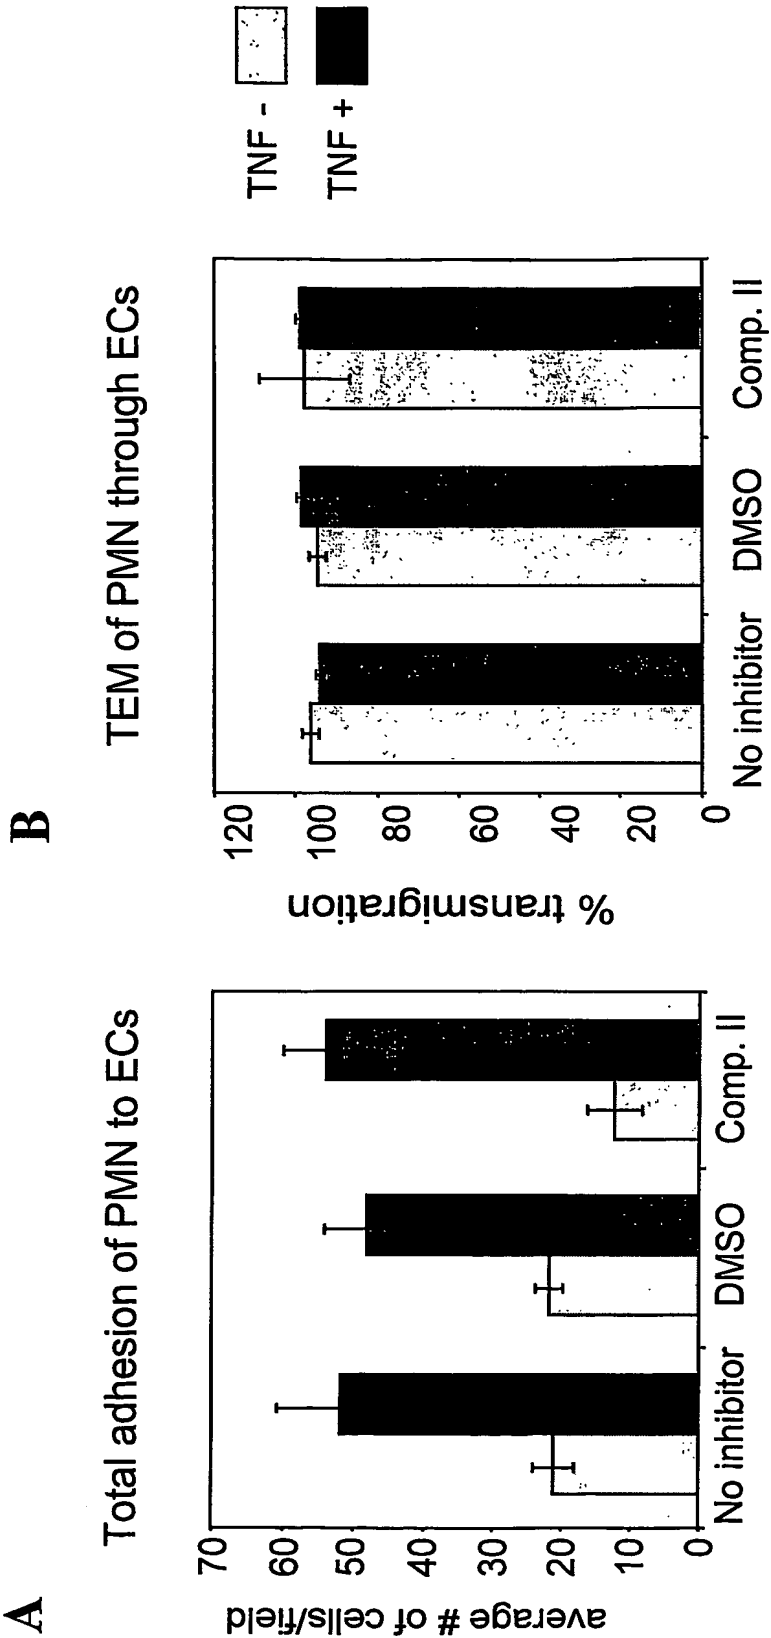 A
Total adhesion of PMN to ECs
average # of cells/field
70
60
50
40
30
20
10
0
No inhibitor
DMSO
Comp. II
B
TEM of PMN through ECs
% transmigration
120
100
80
60
40
20
0
No inhibitor
DMSO
Comp. II
TNF -
TNF +